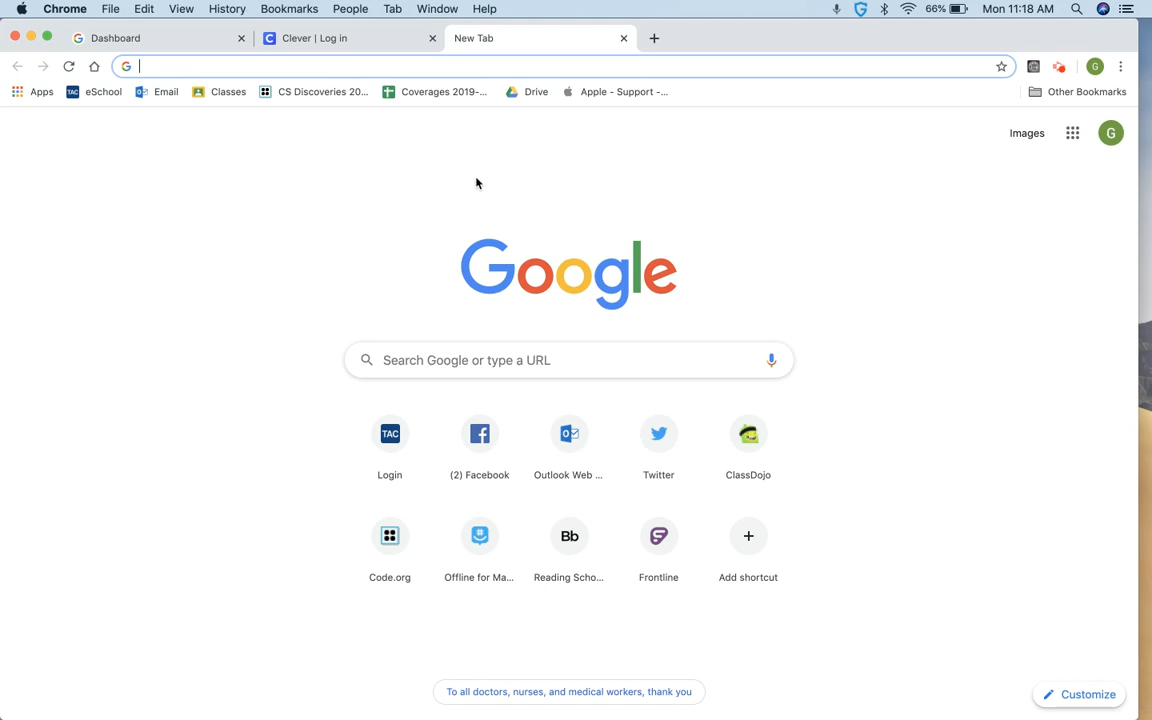 Chrome File Edit View History Bookmarks People Tab Window Help 66% Mon 11:18 AM
Dashboard Clever | Log in New Tab
Apps TAC eSchool Email Classes CS Discoveries 20... Coverages 2019-... Drive Apple - Support -... Other Bookmarks
Images G
Google
Search Google or type a URL
TAC
Login (2) Facebook Outlook Web ... Twitter ClassDojo
Bb
Code.org Offline for Ma... Reading Scho... Frontline Add shortcut
To all doctors, nurses, and medical workers, thank you
Customize